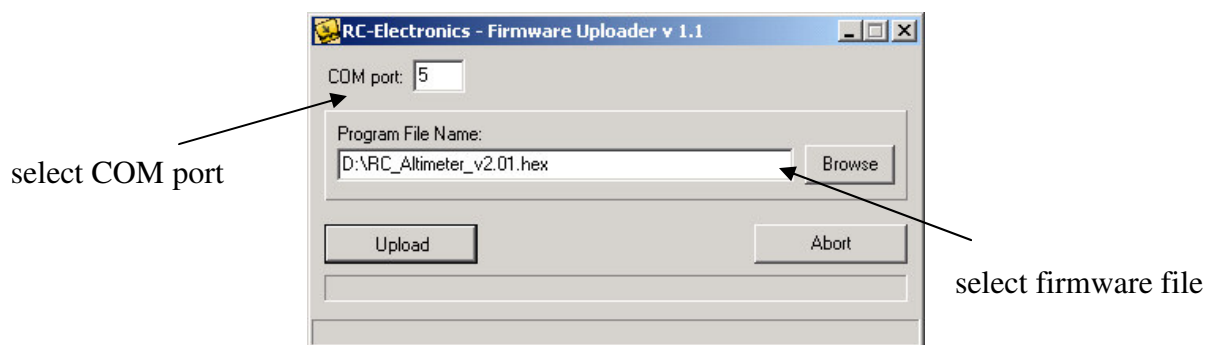 RC-Electronics - Firmware Uploader v 1.1
COM port: 5
select COM port
Program File Name:
D:\RC_Altimeter_v2.01.hex Browse
Upload Abort
select firmware file